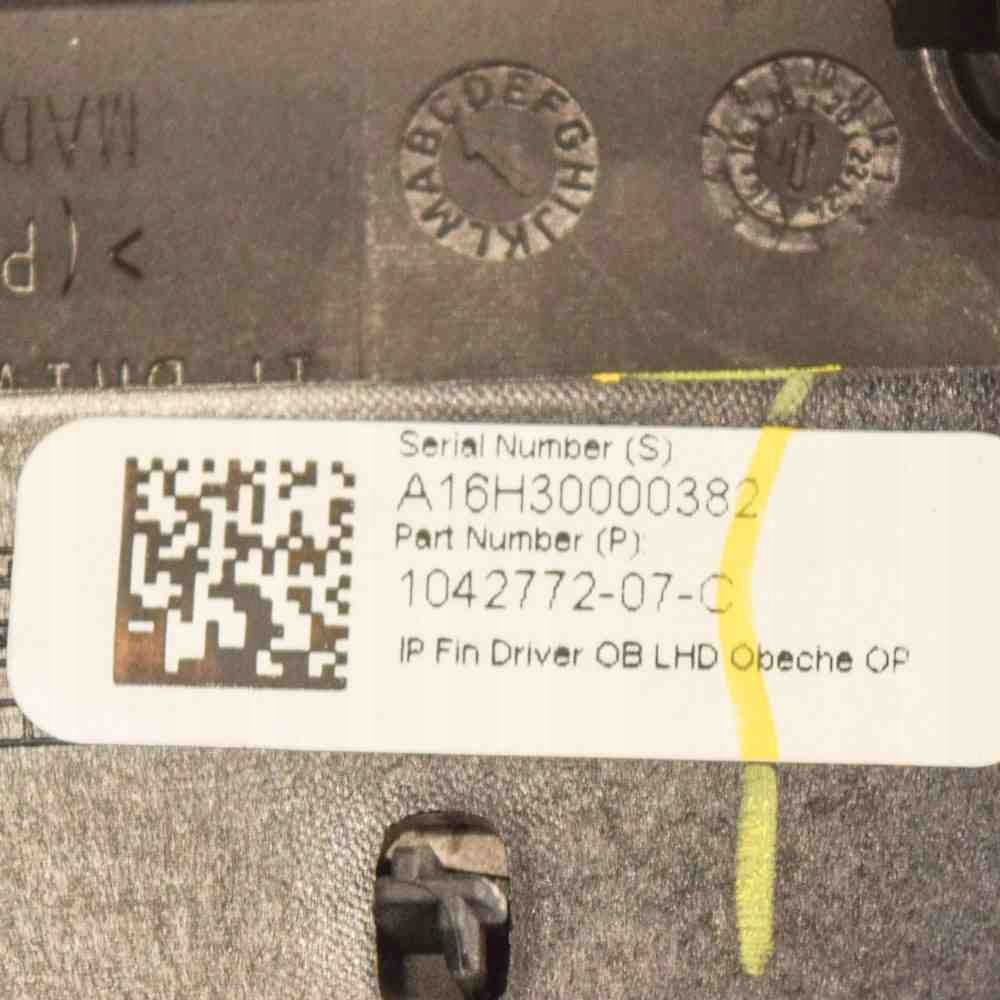 ABCDEFGHIJKLM
Serial Number (S)
A16H30000382
Part Number (P)
1042772-07-C
IP Fin Driver OB LHD Obeche OP